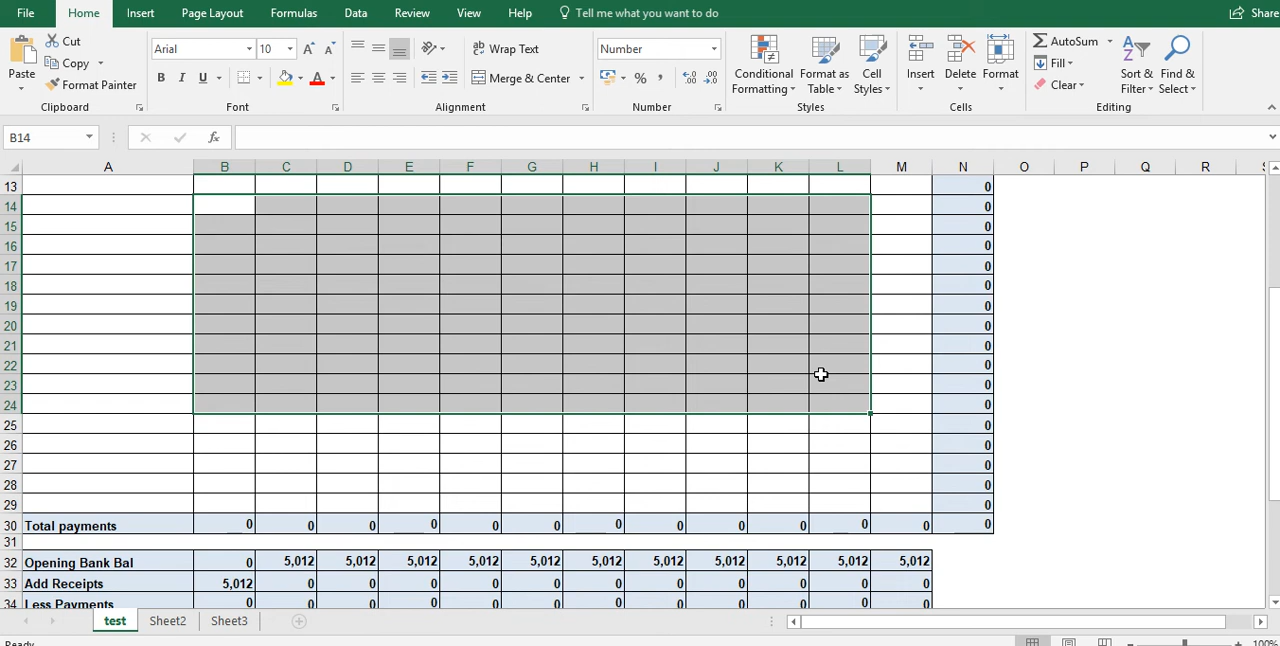 File Home Insert Page Layout Formulas Data Review View Help Tell me what you want to do Share
Paste Cut Copy Format Painter
Arial 10 B I U
Wrap Text Merge & Center
Number % ,
Conditional Formatting Format as Table Cell Styles
Insert Delete Format
AutoSum Fill Clear Sort & Filter Find & Select
Clipboard Font Alignment Number Styles Cells Editing
B14 fx
A B C D E F G H I J K L M N O P Q R S
13 0
14 0
15 0
16 0
17 0
18 0
19 0
20 0
21 0
22 0
23 0
24 0
25 0
26 0
27 0
28 0
29 0
30 Total payments 0 0 0 0 0 0 0 0 0 0 0 0 0
31
32 Opening Bank Bal 0 5,012 5,012 5,012 5,012 5,012 5,012 5,012 5,012 5,012 5,012 5,012
33 Add Receipts 5,012 0 0 0 0 0 0 0 0 0 0 0
34 Less Payments 0 0 0 0 0 0 0 0 0 0 0 0
test Sheet2 Sheet3
Ready 100%